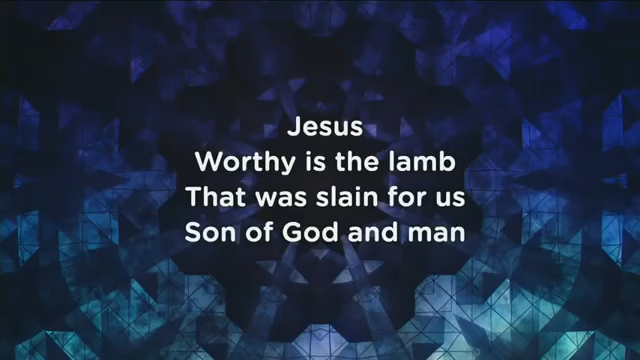 Jesus
Worthy is the lamb
That was slain for us
Son of God and man